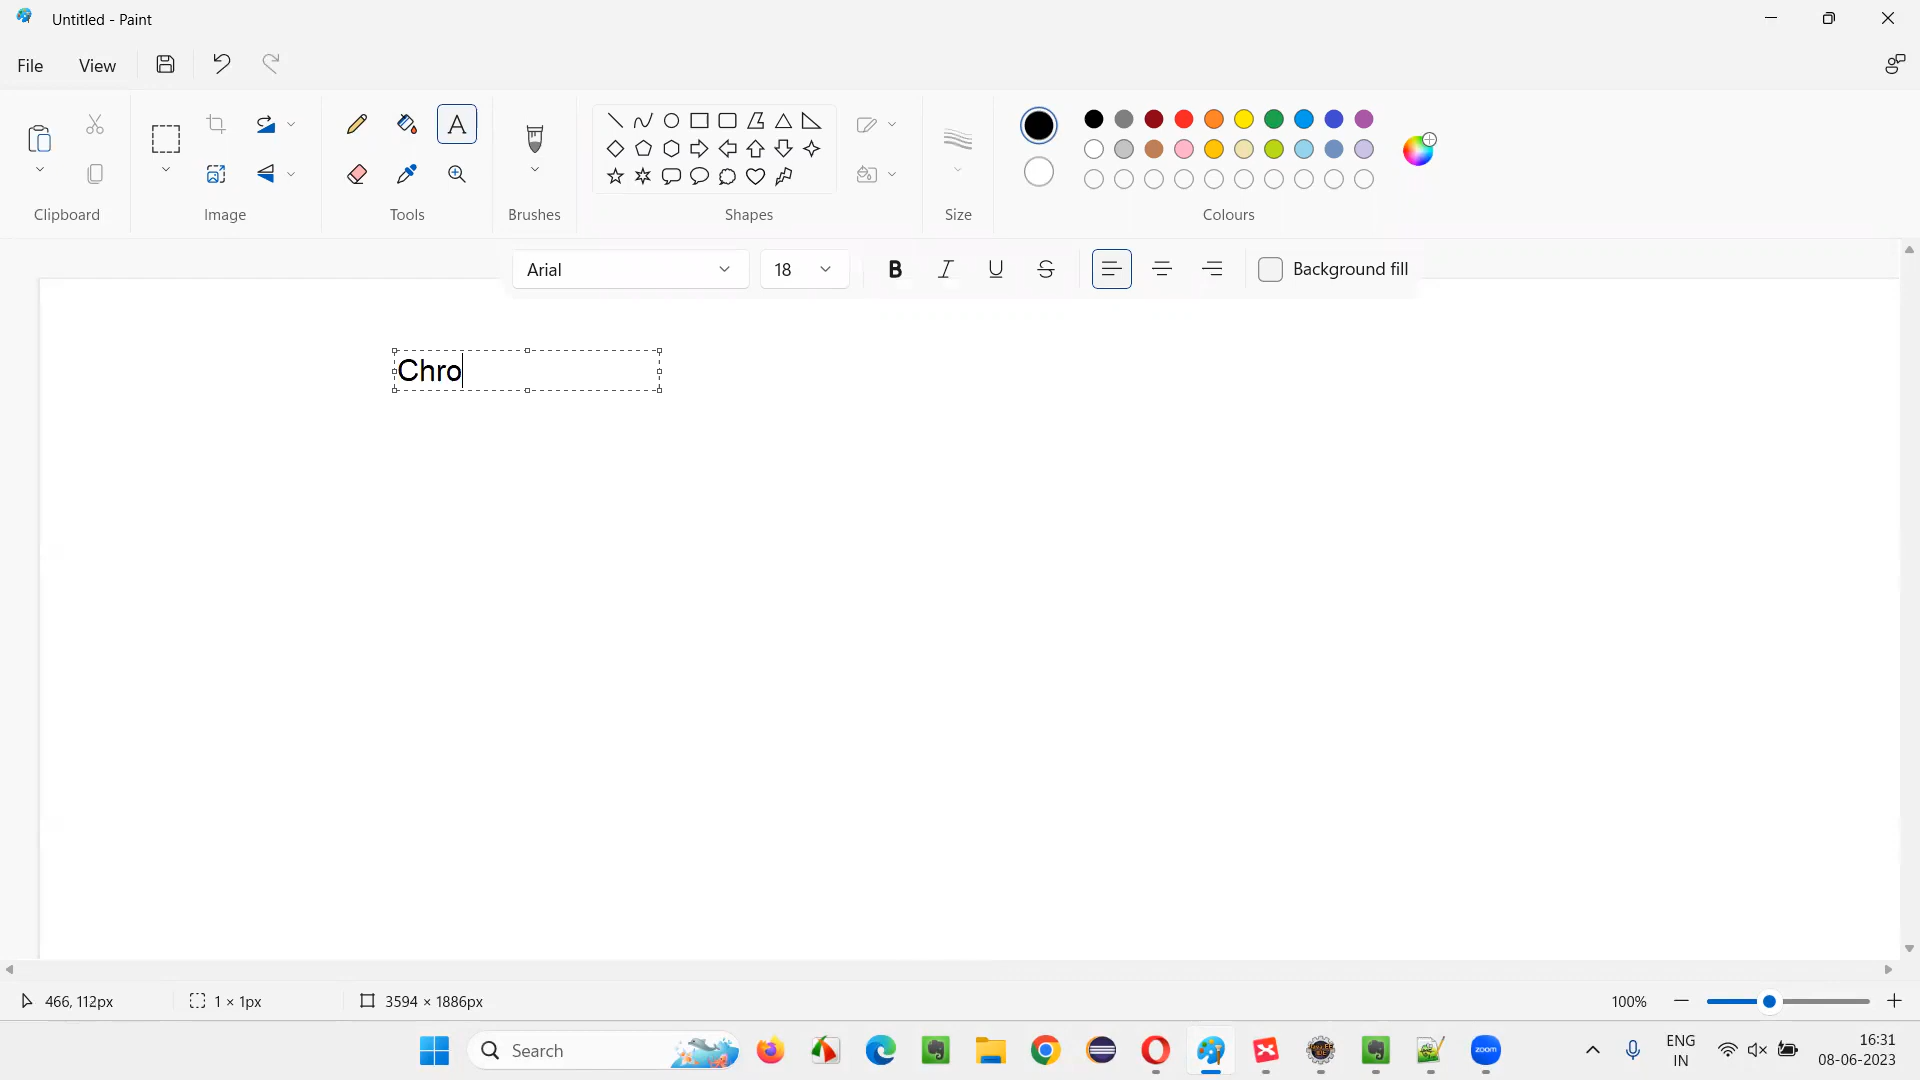 Untitled - Paint
File View
Clipboard
Image
Tools
Brushes
Shapes
Size
Colours
Arial 18 B I U S Background fill
Chro
466, 112px 1 × 1px 3594 × 1886px 100%
Search
zoom
ENG
IN
16:31
08-06-2023